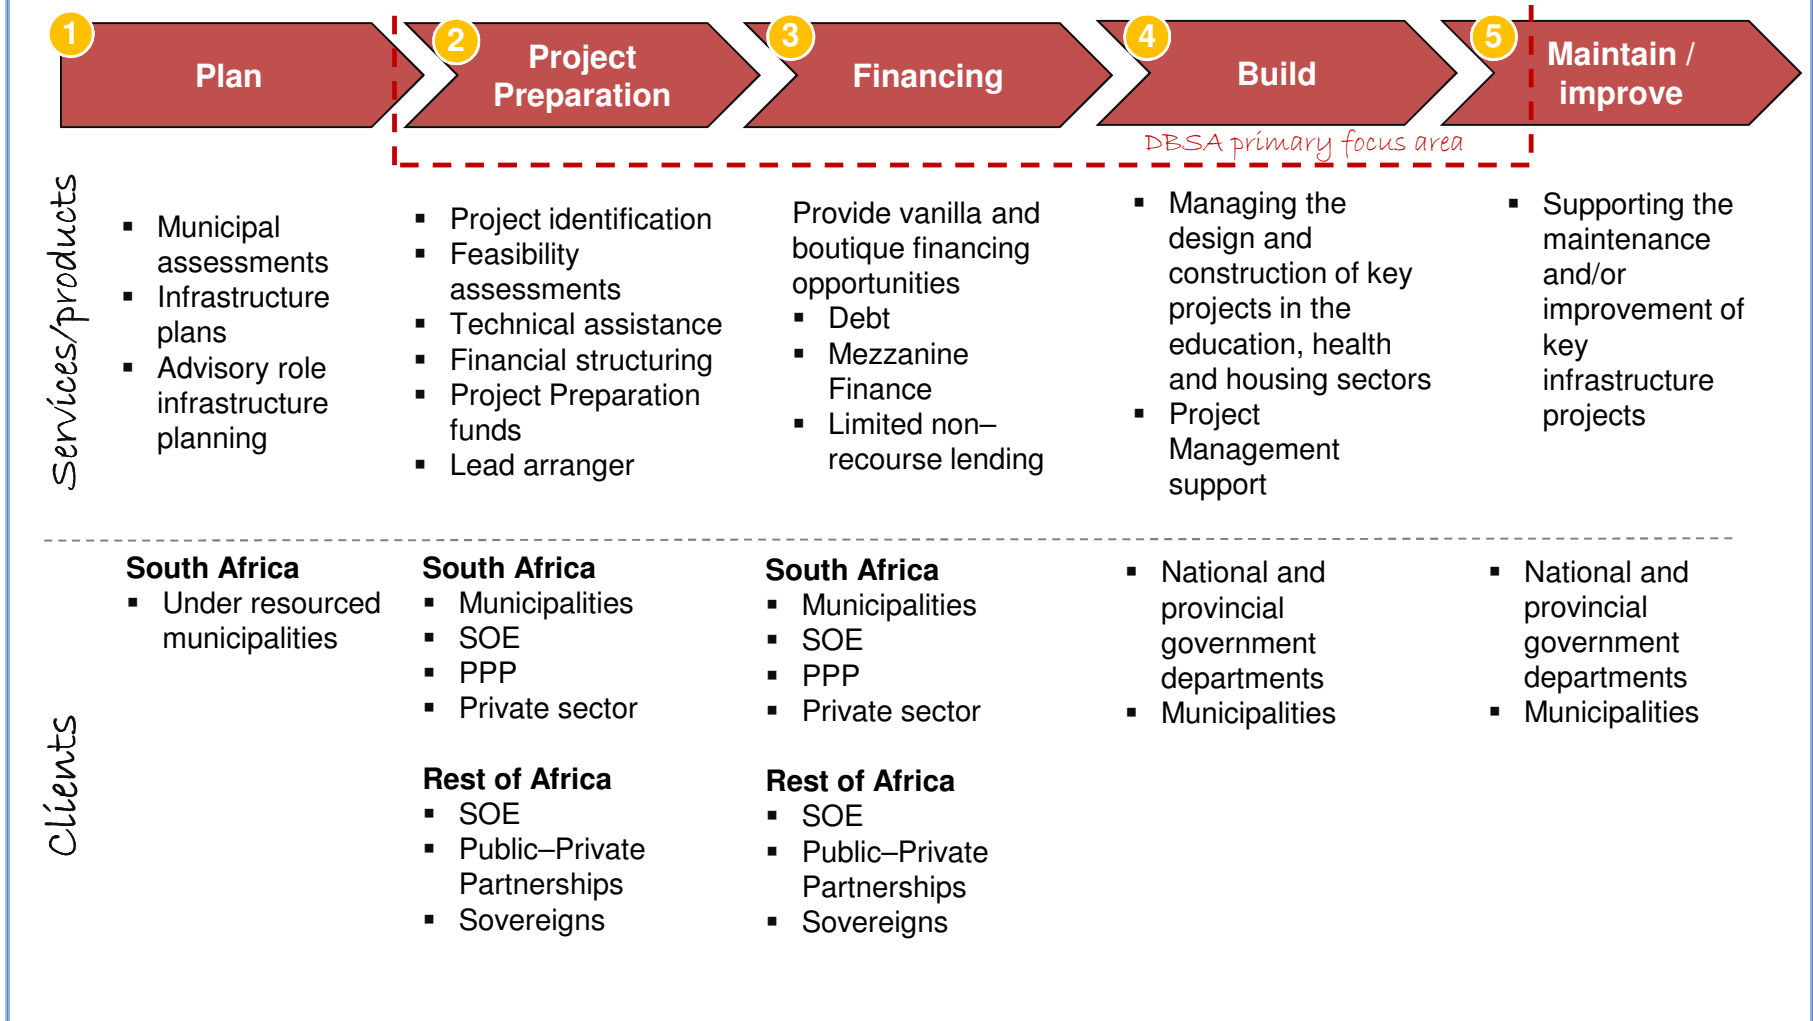 1
Plan
2
Project
Preparation
3
Financing
4
Build
5
Maintain /
improve
DBSA primary focus area
Services/products
▪ Municipal
assessments
▪ Infrastructure
plans
▪ Advisory role
infrastructure
planning
▪ Project identification
▪ Feasibility
assessments
▪ Technical assistance
▪ Financial structuring
▪ Project Preparation
funds
▪ Lead arranger
Provide vanilla and
boutique financing
opportunities
▪ Debt
▪ Mezzanine
Finance
▪ Limited non–
recourse lending
▪ Managing the
design and
construction of key
projects in the
education, health
and housing sectors
▪ Project
Management
support
▪ Supporting the
maintenance
and/or
improvement of
key
infrastructure
projects
Clients
South Africa
▪ Under resourced
municipalities
South Africa
▪ Municipalities
▪ SOE
▪ PPP
▪ Private sector
Rest of Africa
▪ SOE
▪ Public–Private
Partnerships
▪ Sovereigns
South Africa
▪ Municipalities
▪ SOE
▪ PPP
▪ Private sector
Rest of Africa
▪ SOE
▪ Public–Private
Partnerships
▪ Sovereigns
▪ National and
provincial
government
departments
▪ Municipalities
▪ National and
provincial
government
departments
▪ Municipalities